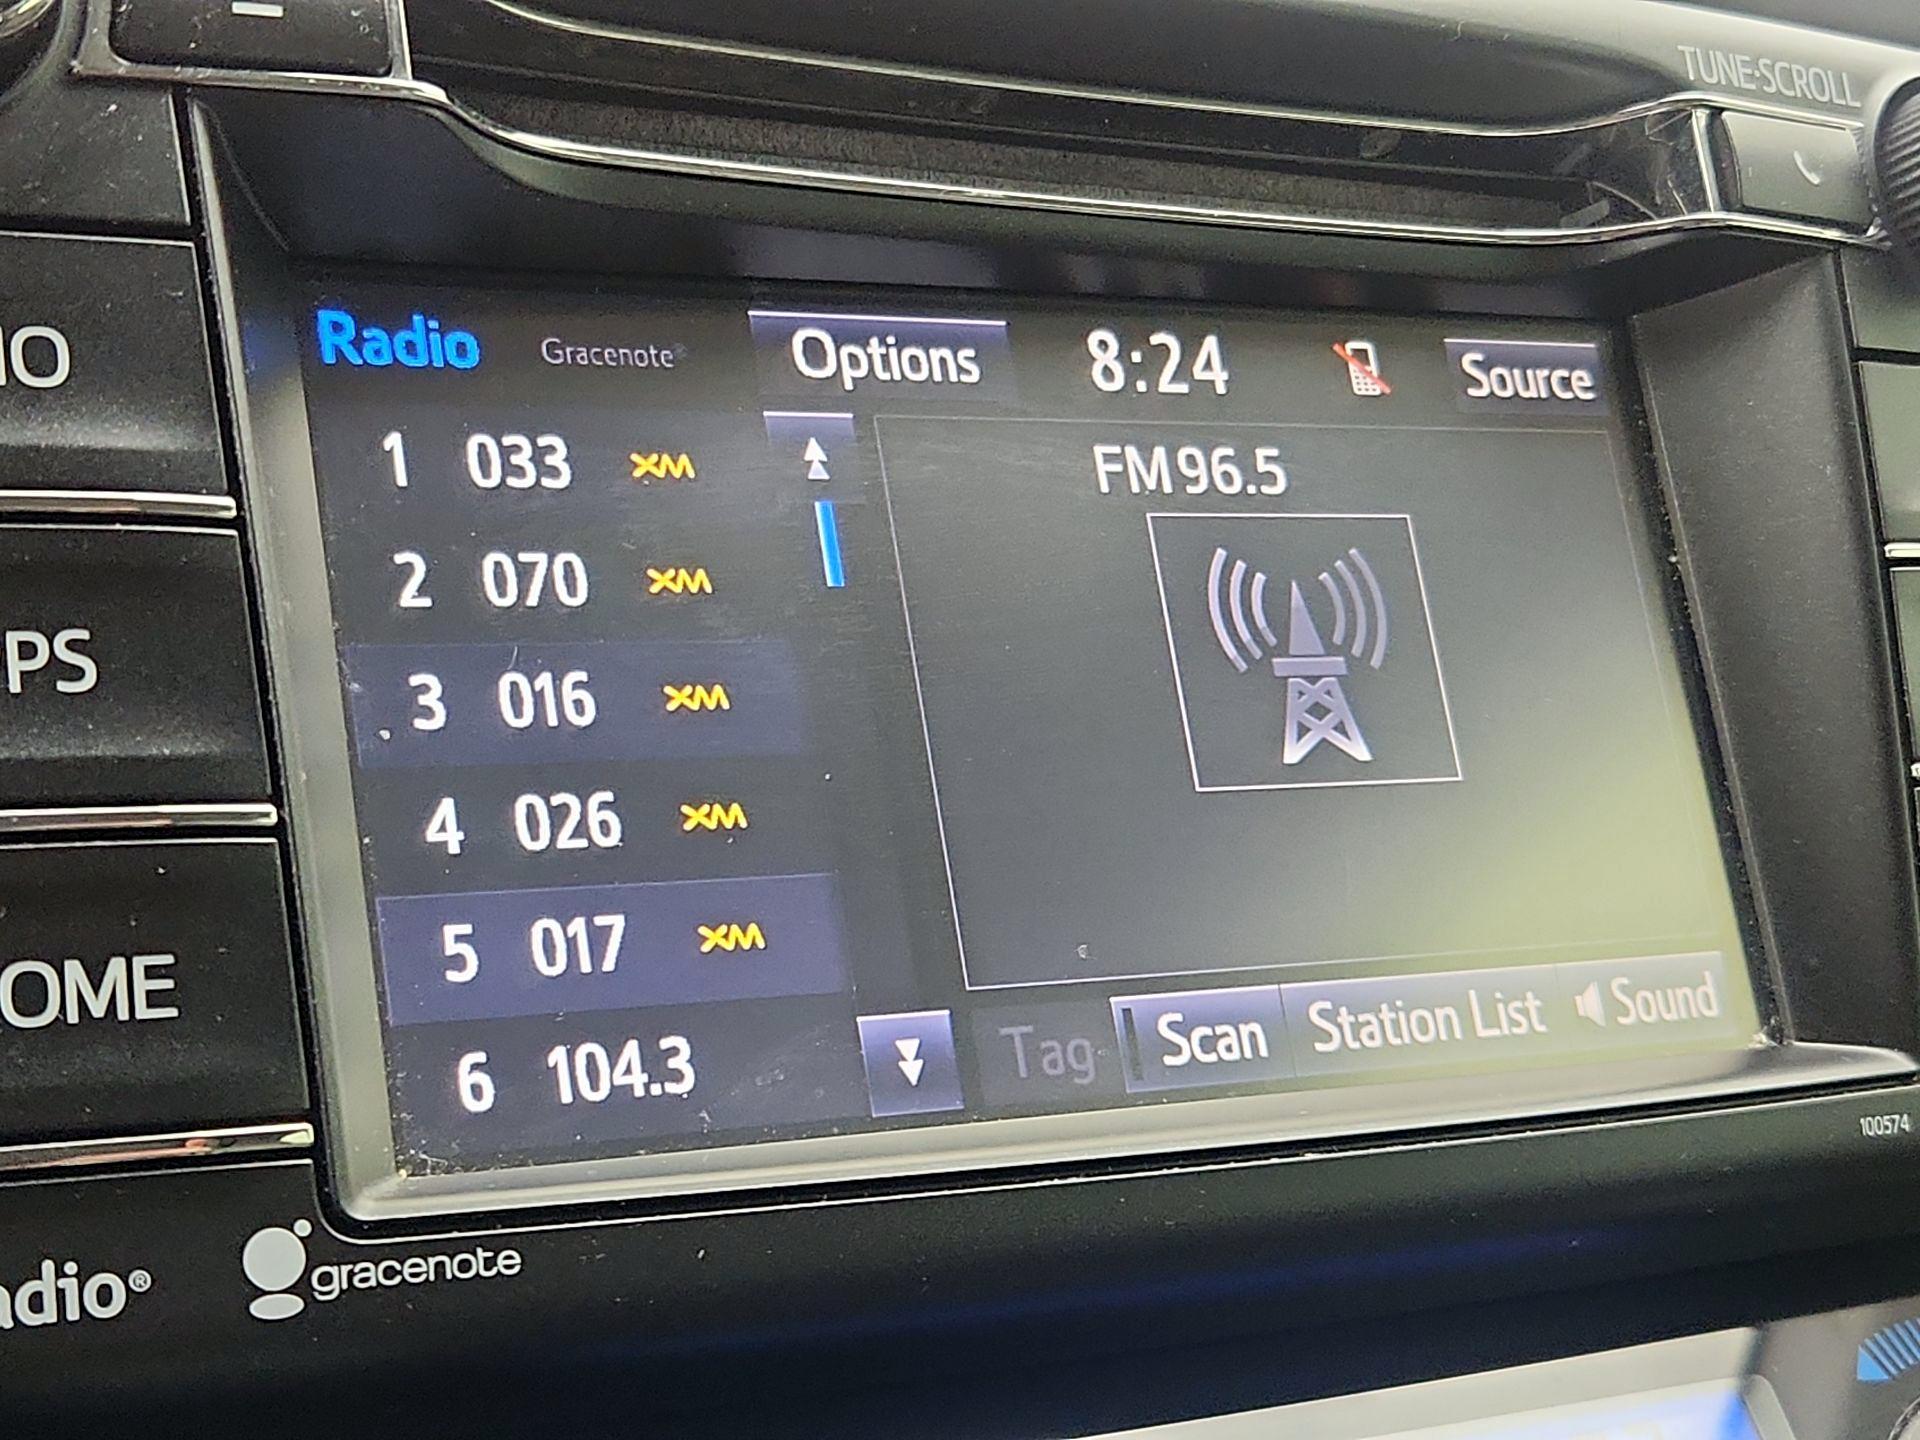 TUNE·SCROLL
Radio Gracenote® Options 8:24 Source
1 033 XM
2 070 XM
3 016 XM
4 026 XM
5 017 XM
6 104.3
FM 96.5
Tag Scan Station List Sound
IO
PS
OME
adio®
gracenote
100574